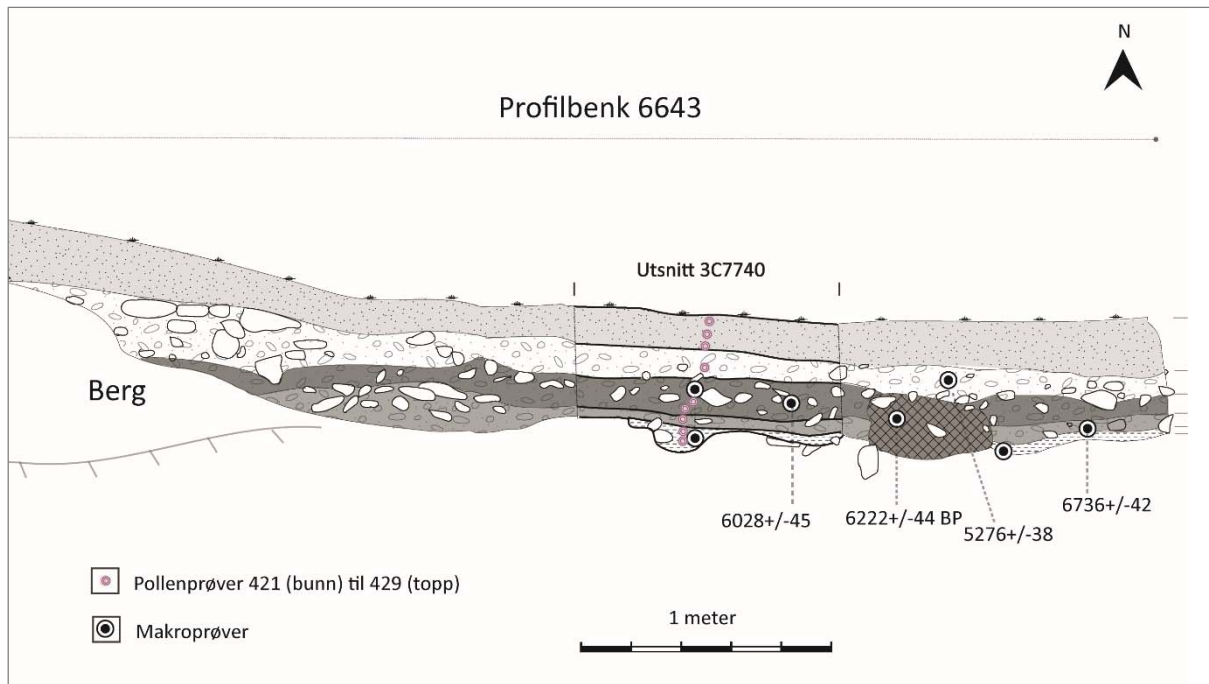 N
Profilbenk 6643
Utsnitt 3C7740
Berg
6028+/-45
6222+/-44 BP
5276+/-38
6736+/-42
Pollenprøver 421 (bunn) til 429 (topp)
Makroprøver
1 meter